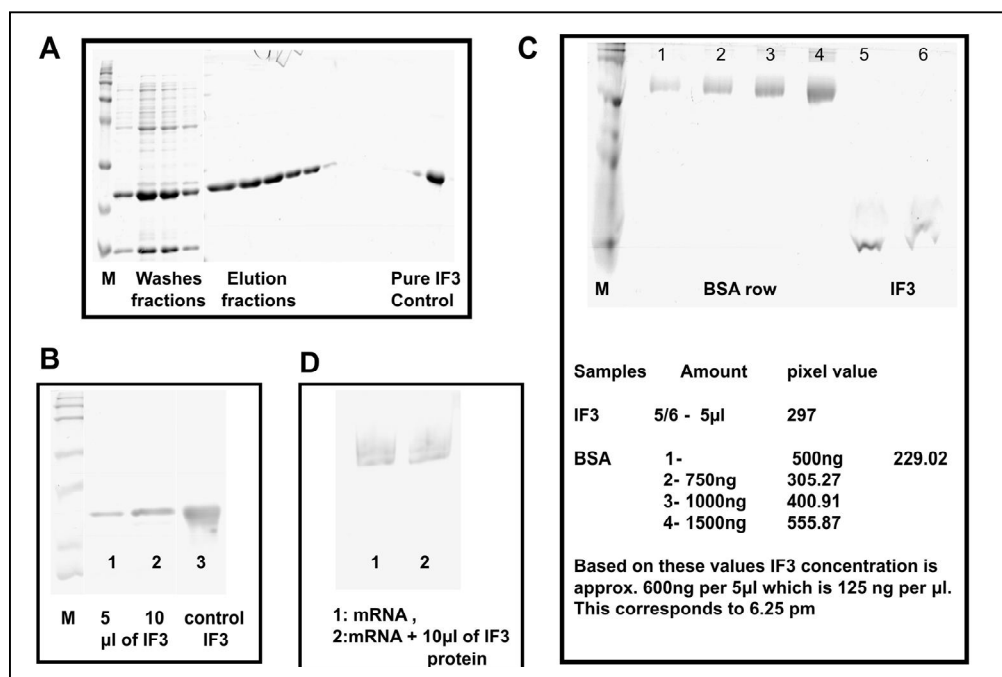 A
M Washes Elution Pure IF3
fractions fractions Control
B
1 2 3
M 5 10 control
µl of IF3 IF3
D
1 2
1: mRNA ,
2:mRNA + 10µl of IF3
protein
C
1 2 3 4 5 6
M BSA row IF3
Samples Amount pixel value
IF3 5/6 - 5µl 297
BSA 1- 500ng 229.02
2- 750ng 305.27
3- 1000ng 400.91
4- 1500ng 555.87
Based on these values IF3 concentration is
approx. 600ng per 5µl which is 125 ng per µl.
This corresponds to 6.25 pm